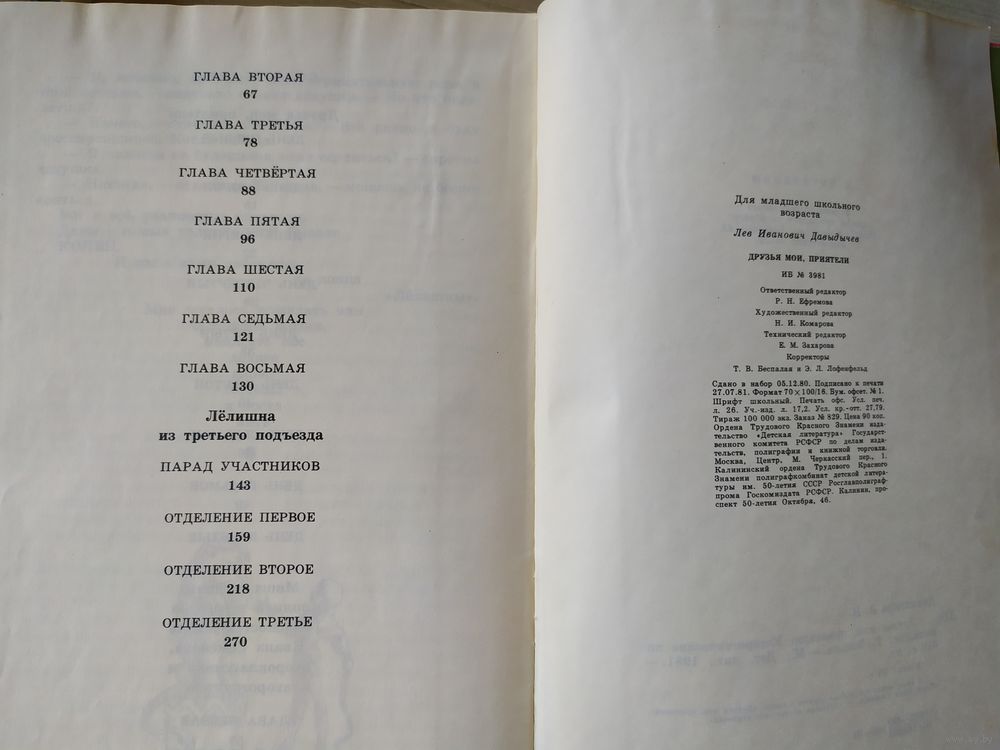 ГЛАВА ВТОРАЯ
67
ГЛАВА ТРЕТЬЯ
78
ГЛАВА ЧЕТВЁРТАЯ
88
ГЛАВА ПЯТАЯ
96
ГЛАВА ШЕСТАЯ
110
ГЛАВА СЕДЬМАЯ
121
ГЛАВА ВОСЬМАЯ
130
Лёлишна
из третьего подъезда
ПАРАД УЧАСТНИКОВ
143
ОТДЕЛЕНИЕ ПЕРВОЕ
159
ОТДЕЛЕНИЕ ВТОРОЕ
218
ОТДЕЛЕНИЕ ТРЕТЬЕ
270
Для младшего школьного
возраста
Лев Иванович Давыдычев
ДРУЗЬЯ МОИ, ПРИЯТЕЛИ
ИБ № 3981
Ответственный редактор
Р. Н. Ефремова
Художественный редактор
Н. И. Комарова
Технический редактор
Е. М. Захарова
Корректоры
Т. В. Беспалая и Э. Л. Лофенфельд
Сдано в набор 05.12.80. Подписано к печати
27.07.81. Формат 70×100/16. Бум. офсет. № 1.
Шрифт школьный. Печать офс. Усл. печ.
л. 26. Уч.-изд. л. 17,2. Усл. кр.-отт. 27,79.
Тираж 100 000 экз. Заказ № 829. Цена 90 коп.
Ордена Трудового Красного Знамени изда-
тельство «Детская литература» Государст-
венного комитета РСФСР по делам изда-
тельств, полиграфии и книжной торговли.
Москва, Центр, М. Черкасский пер., 1.
Калининский ордена Трудового Красного
Знамени полиграфкомбинат детской литера-
туры им. 50-летия СССР Росглавполиграф-
прома Госкомиздата РСФСР. Калинин, про-
спект 50-летия Октября, 46.